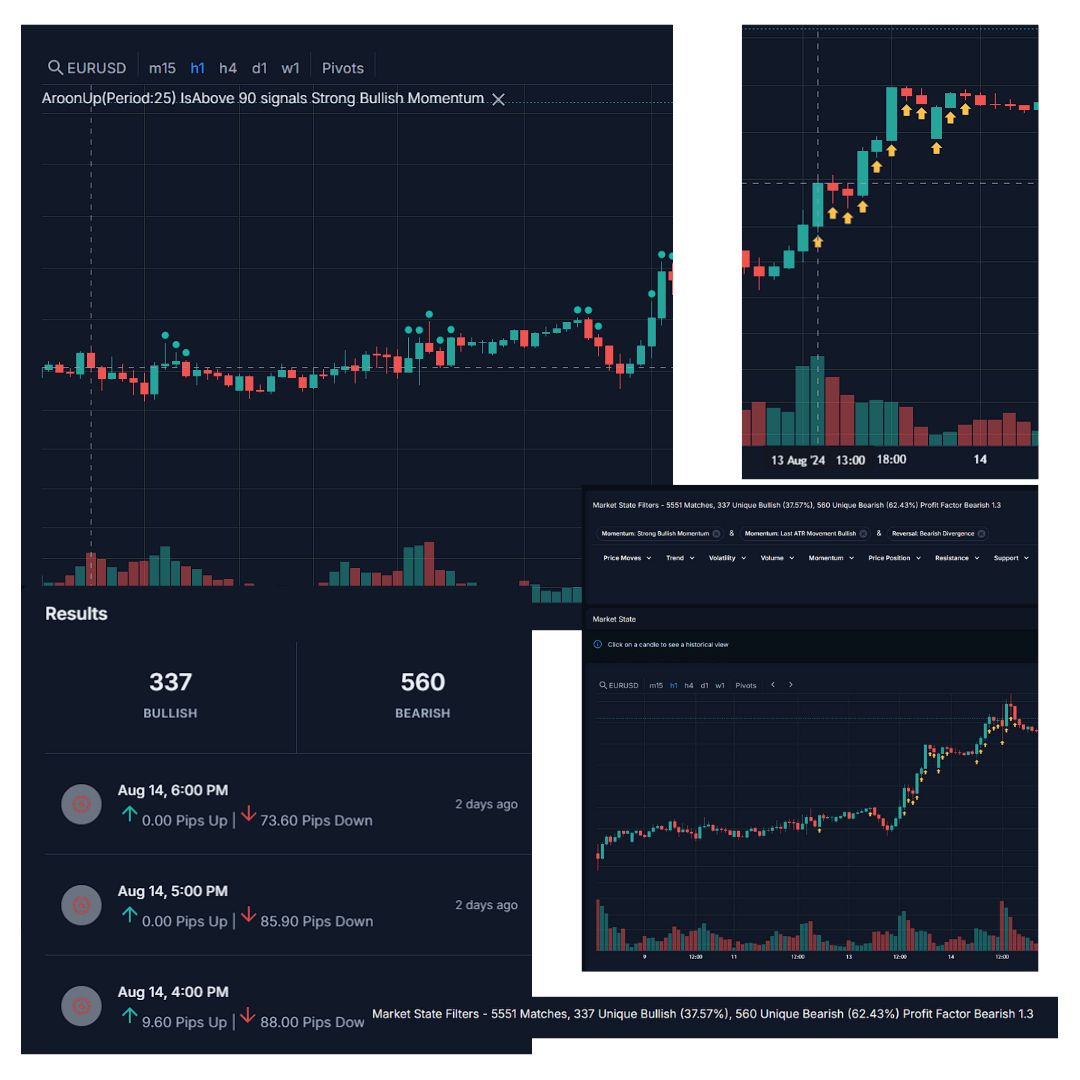 EURUSD m15 h1 h4 d1 w1 Pivots
AroonUp(Period:25) IsAbove 90 signals Strong Bullish Momentum
13 Aug '24 13:00 18:00 14
Results
337
BULLISH
560
BEARISH
Aug 14, 6:00 PM
0.00 Pips Up | 73.60 Pips Down
2 days ago
Aug 14, 5:00 PM
0.00 Pips Up | 85.90 Pips Down
2 days ago
Aug 14, 4:00 PM
9.60 Pips Up | 88.00 Pips Dow
Market State Filters - 5551 Matches, 337 Unique Bullish (37.57%), 560 Unique Bearish (62.43%) Profit Factor Bearish 1.3
Momentum: Strong Bullish Momentum & Momentum: Last ATR Movement Bullish & Reversal: Bearish Divergence
Price Moves Trend Volatility Volume Momentum Price Position Resistance Support
Market State
Click on a candle to see a historical view
EURUSD m15 h1 h4 d1 w1 Pivots
9 12:00 11 12:00 13 12:00 14 12:00
Market State Filters - 5551 Matches, 337 Unique Bullish (37.57%), 560 Unique Bearish (62.43%) Profit Factor Bearish 1.3